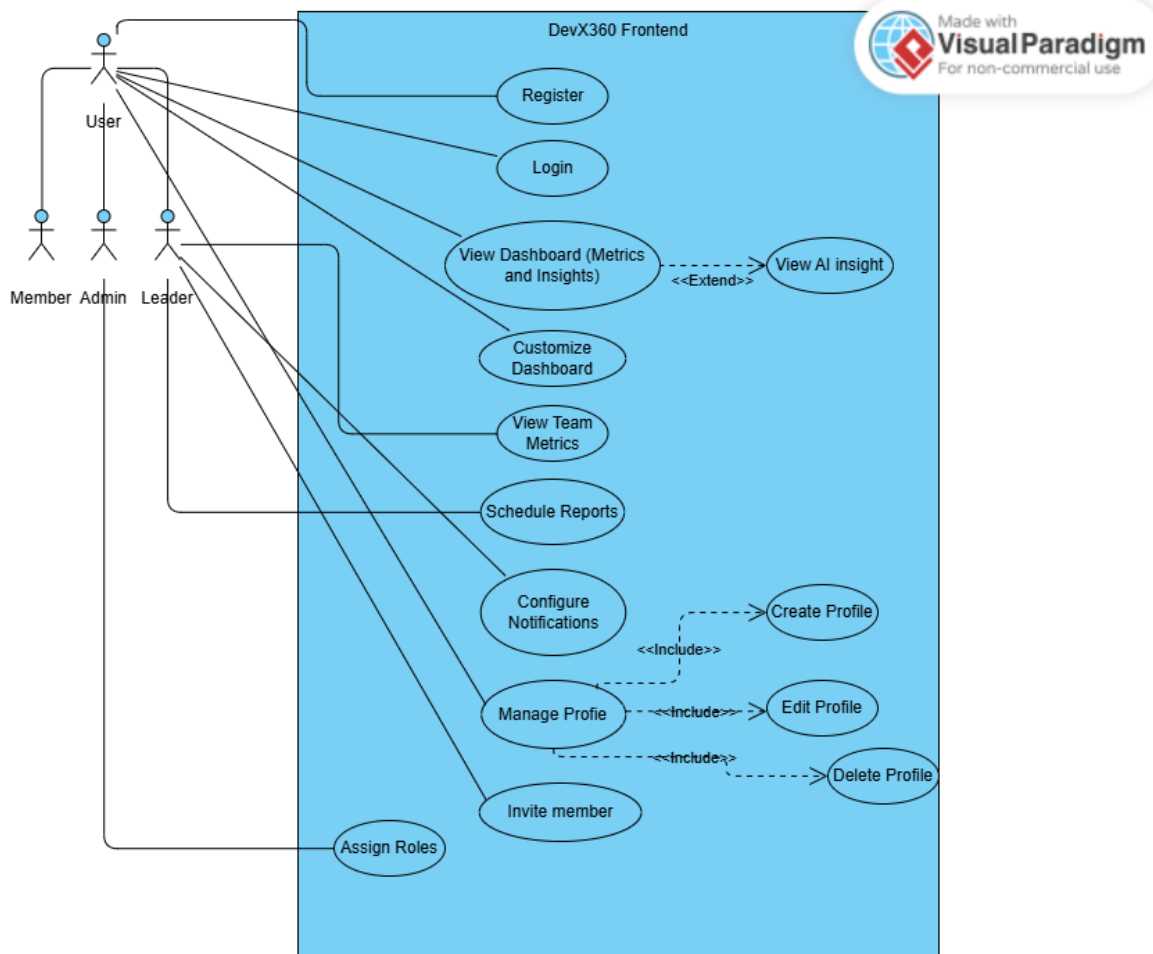 DevX360 Frontend
Made with
Visual Paradigm
For non-commercial use
User
Register
Login
Member
Admin
Leader
View Dashboard (Metrics
and Insights)
<<Extend>>
View AI insight
Customize
Dashboard
View Team
Metrics
Schedule Reports
Configure
Notifications
<<Include>>
Create Profile
Manage Profie
<<Include>>
Edit Profile
<<Include>>
Delete Profile
Invite member
Assign Roles